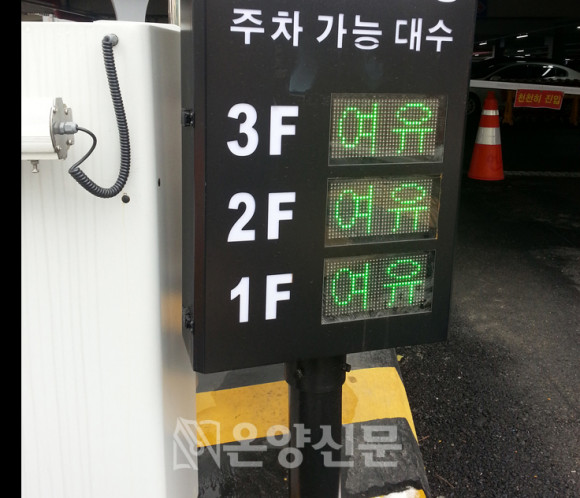 주차 가능 대수
3F 여유
2F 여유
1F 여유
천천히 진입
온양신문